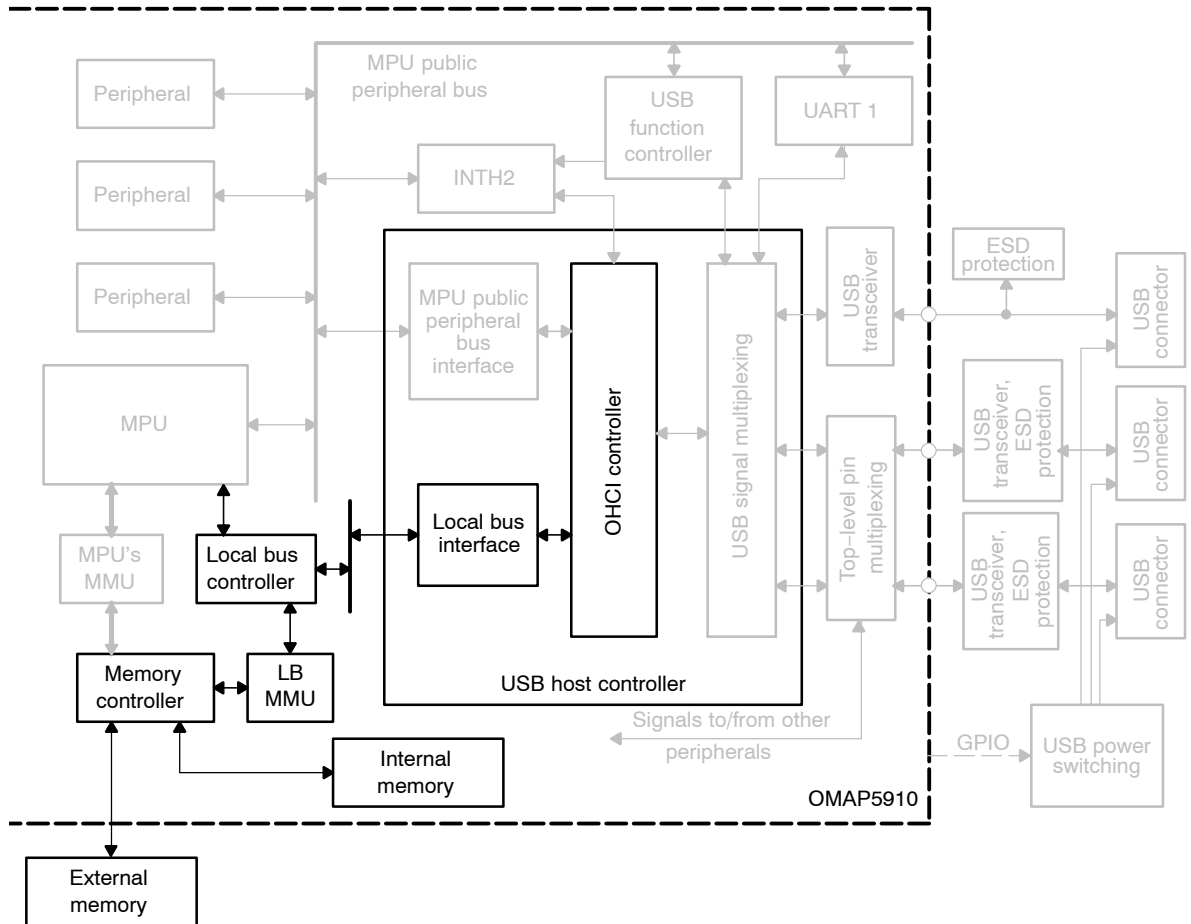 MPU public
peripheral bus
Peripheral
USB
function
controller
UART 1
INTH2
Peripheral
Peripheral
MPU public
peripheral
bus
interface
OHCI controller
USB signal multiplexing
USB
transceiver
ESD
protection
USB
connector
MPU
Top–level pin
multiplexing
USB
transceiver,
ESD
protection
USB
connector
MPU's
MMU
Local bus
controller
Local bus
interface
USB
transceiver,
ESD
protection
USB
connector
Memory
controller
LB
MMU
USB host controller
Signals to/from other
peripherals
GPIO
USB power
switching
Internal
memory
OMAP5910
External
memory